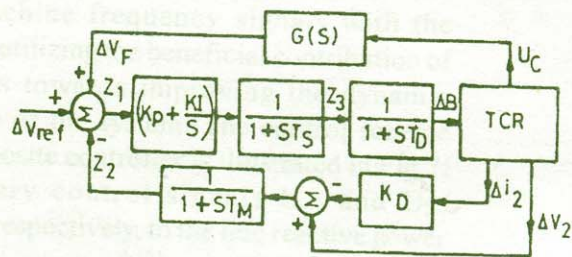 G(S)
ΔV_F
U_C
Z_1
Z_3
ΔB
+
+
Σ
(K_P + KI/S)
1/(1+ST_S)
1/(1+ST_D)
TCR
ΔV_ref
-
Z_2
1/(1+ST_M)
Σ
-
+
K_D
Δi_2
ΔV_2